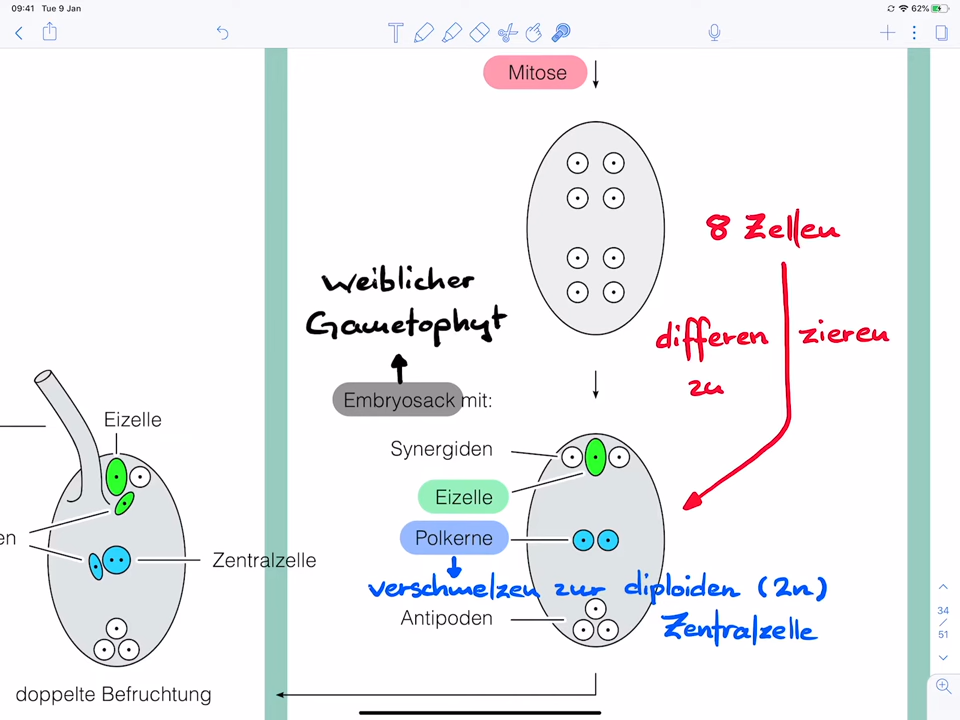 09:41 Tue 9 Jan
62%
Mitose
8 Zellen
Weiblicher
Gametophyt
differen zieren
zu
Embryosack mit:
Eizelle
Synergiden
Eizelle
Polkerne
en
Zentralzelle
verschmelzen zur diploiden (2n)
Zentralzelle
Antipoden
doppelte Befruchtung
34
/
51